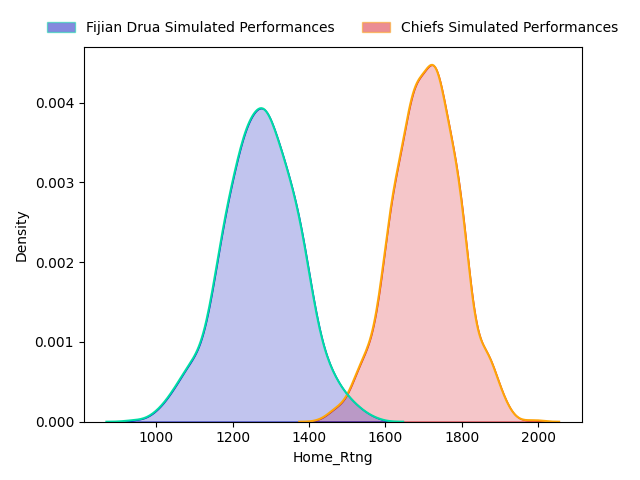 Fijian Drua Simulated Performances Chiefs Simulated Performances
0.004
0.003
0.002
0.001
0.000
Density
1000 1200 1400 1600 1800 2000
Home_Rtng